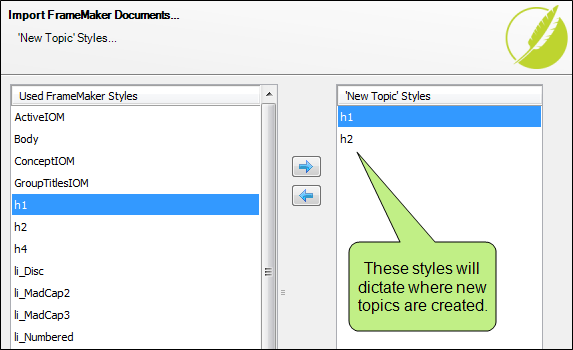 Import FrameMaker Documents...
'New Topic' Styles...
Used FrameMaker Styles
ActiveIOM
Body
ConceptIOM
GroupTitlesIOM
h1
h2
h4
li_Disc
li_MadCap2
li_MadCap3
li_Numbered
'New Topic' Styles
h1
h2
These styles will
dictate where new
topics are created.